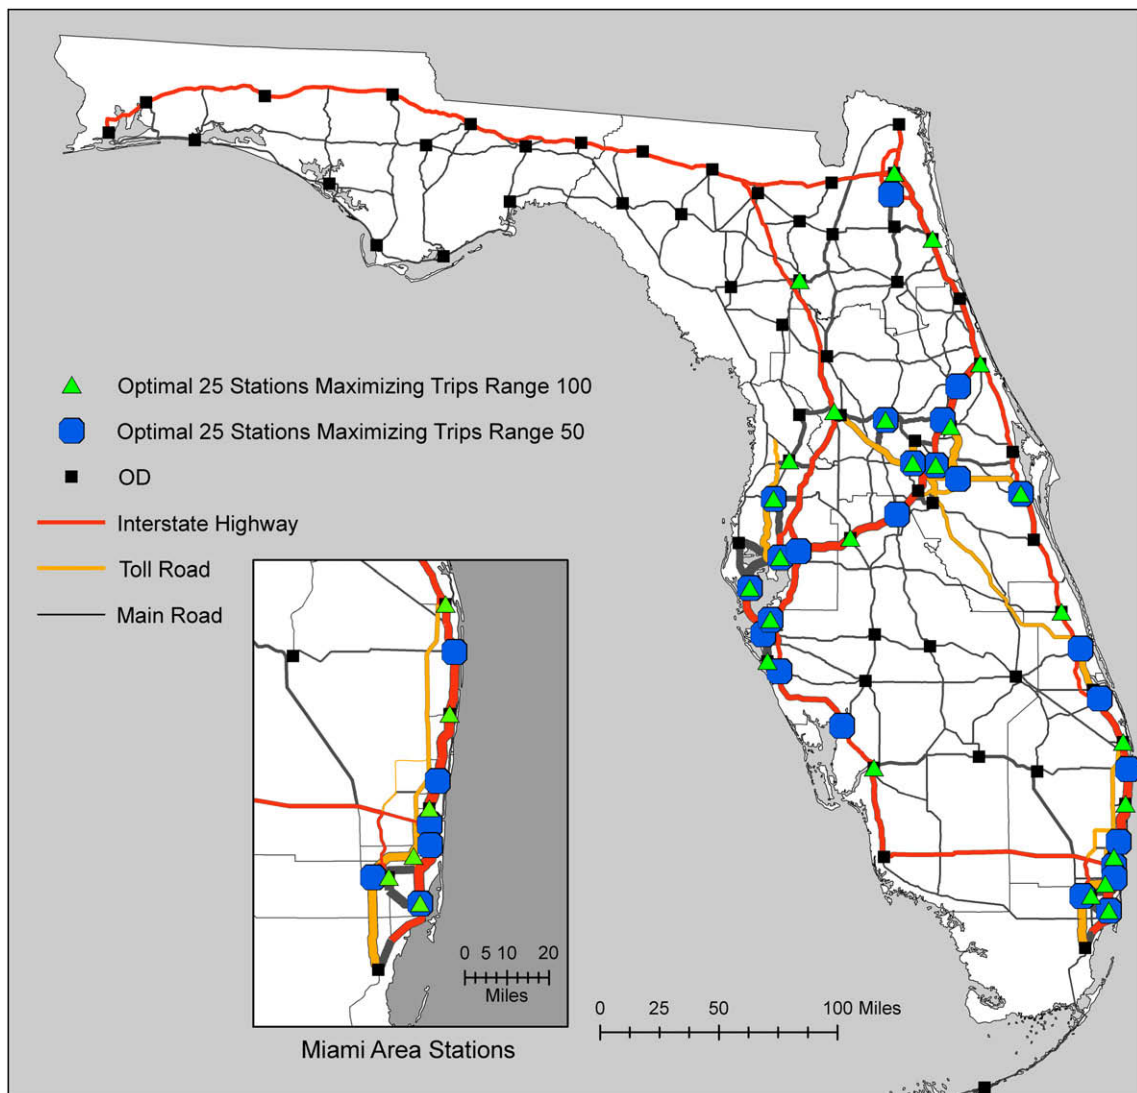 Optimal 25 Stations Maximizing Trips Range 100
Optimal 25 Stations Maximizing Trips Range 50
OD
Interstate Highway
Toll Road
Main Road
0 5 10 20
Miles
Miami Area Stations
0 25 50 100 Miles